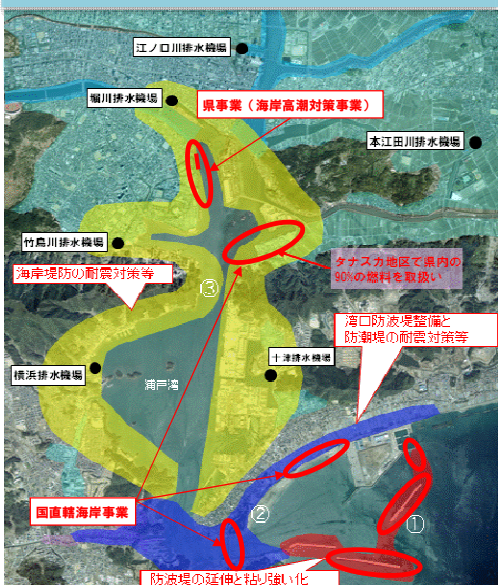 江ノ口川排水機場
堀川排水機場
県事業（海岸高潮対策事業）
本江田川排水機場
竹島川排水機場
タナスカ地区で県内の
90%の燃料を取扱い
海岸堤防の耐震対策等
③
湾口防波堤整備と
防潮堤の耐震対策等
十津排水機場
横浜排水機場
浦戸湾
国直轄海岸事業
②
①
防波堤の延伸と粘り強い化